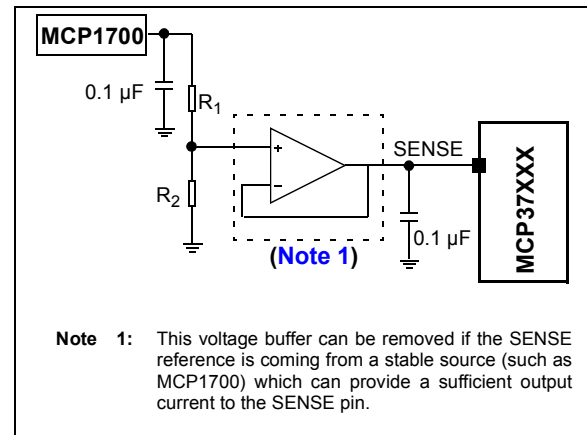 MCP1700
0.1 µF
R1
R2
+
–
SENSE
0.1 µF
MCP37XXX
(Note 1)
Note 1: This voltage buffer can be removed if the SENSE
reference is coming from a stable source (such as
MCP1700) which can provide a sufficient output
current to the SENSE pin.